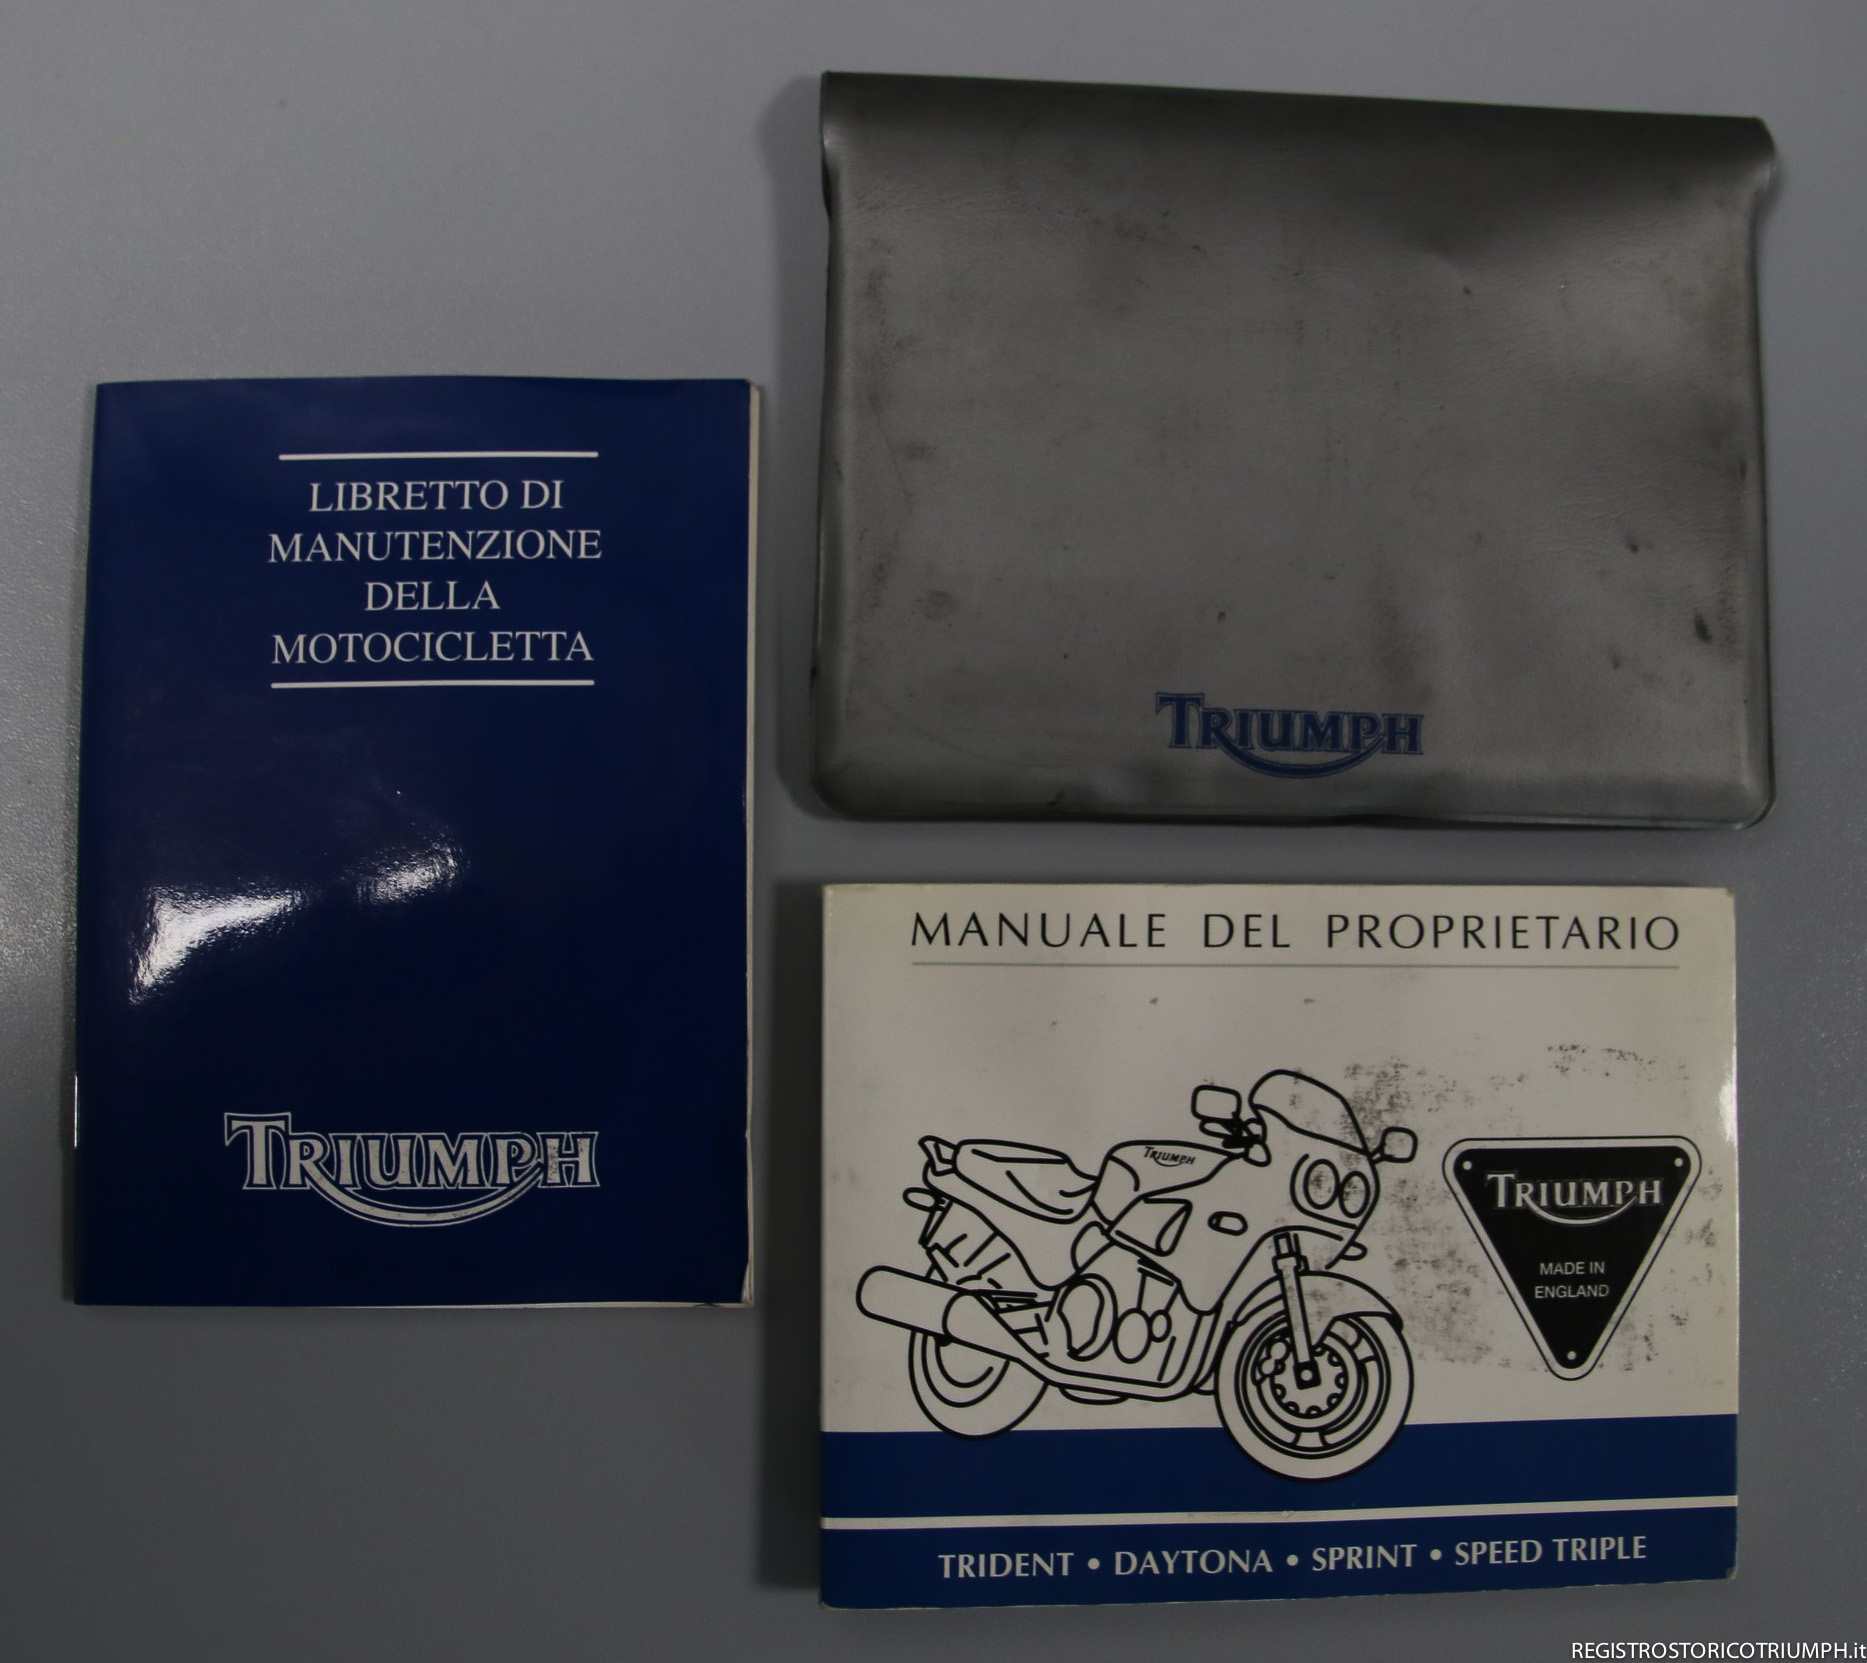 LIBRETTO DI
MANUTENZIONE
DELLA
MOTOCICLETTA
TRIUMPH
TRIUMPH
MANUALE DEL PROPRIETARIO
TRIUMPH
TRIUMPH
MADE IN
ENGLAND
TRIDENT • DAYTONA • SPRINT • SPEED TRIPLE
REGISTROSTORICOTRIUMPH.it